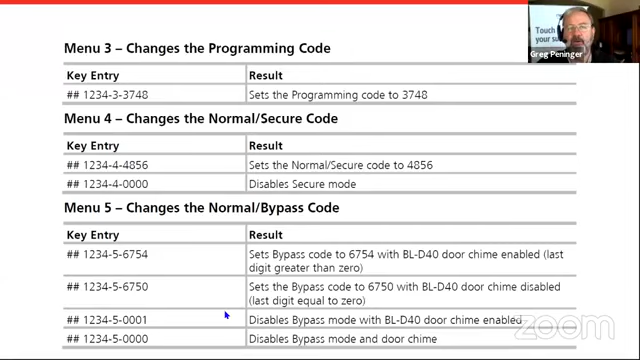 Touch
your su
Greg Peninger
Menu 3 – Changes the Programming Code
Key Entry Result
## 1234-3-3748 Sets the Programming code to 3748
Menu 4 – Changes the Normal/Secure Code
Key Entry Result
## 1234-4-4856 Sets the Normal/Secure code to 4856
## 1234-4-0000 Disables Secure mode
Menu 5 – Changes the Normal/Bypass Code
Key Entry Result
## 1234-5-6754 Sets Bypass code to 6754 with BL-D40 door chime enabled (last
digit greater than zero)
## 1234-5-6750 Sets the Bypass code to 6750 with BL-D40 door chime disabled
(last digit equal to zero)
## 1234-5-0001 Disables Bypass mode with BL-D40 door chime enabled
## 1234-5-0000 Disables Bypass mode and door chime
zoom